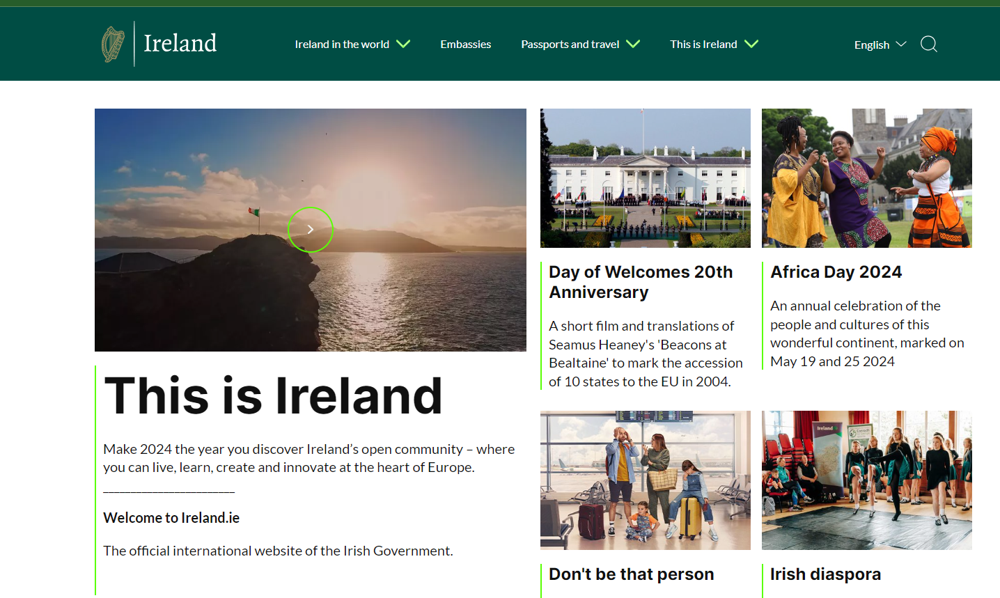 Ireland
Ireland in the world
Embassies
Passports and travel
This is Ireland
English
This is Ireland
Make 2024 the year you discover Ireland’s open community – where
you can live, learn, create and innovate at the heart of Europe.
________________________
Welcome to Ireland.ie
The official international website of the Irish Government.
Day of Welcomes 20th
Anniversary
A short film and translations of
Seamus Heaney's 'Beacons at
Bealtaine' to mark the accession
of 10 states to the EU in 2004.
Africa Day 2024
An annual celebration of the
people and cultures of this
wonderful continent, marked on
May 19 and 25 2024
Don't be that person
Ireland
Irish diaspora